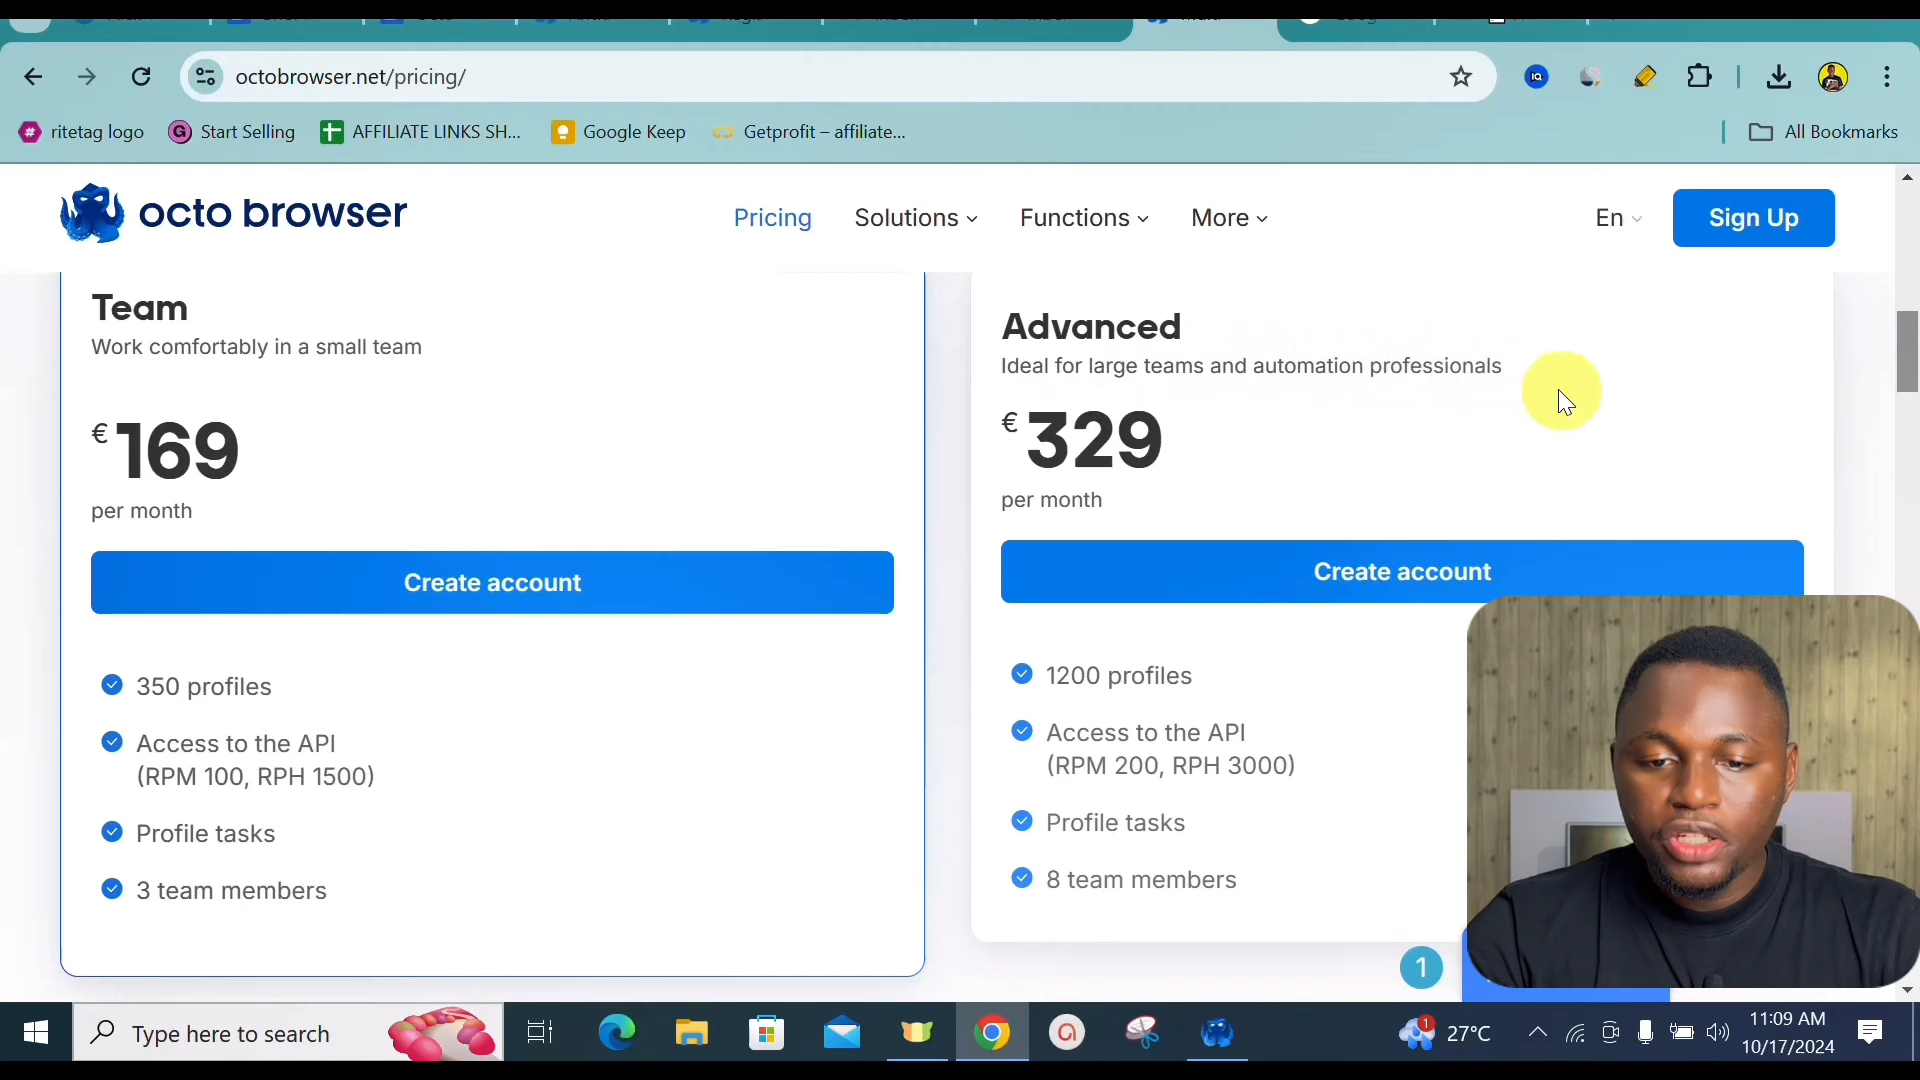 octobrowser.net/pricing/
ritetag logo
Start Selling
AFFILIATE LINKS SH...
Google Keep
Getprofit – affiliate...
All Bookmarks
octo browser
Pricing
Solutions
Functions
More
En
Sign Up
Team
Work comfortably in a small team
€ 169
per month
Create account
350 profiles
Access to the API
(RPM 100, RPH 1500)
Profile tasks
3 team members
Advanced
Ideal for large teams and automation professionals
€ 329
per month
Create account
1200 profiles
Access to the API
(RPM 200, RPH 3000)
Profile tasks
8 team members
1
Type here to search
1
27°C
11:09 AM
10/17/2024